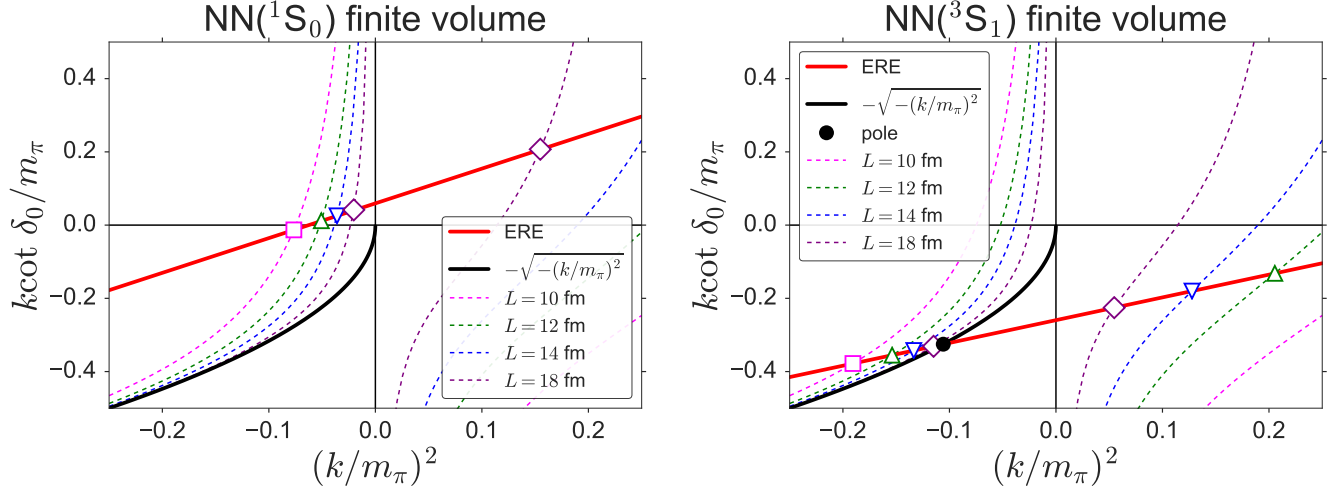 NN(¹S₀) finite volume
kcot δ₀/m_π
0.4
0.2
0.0
−0.2
−0.4
ERE
−√−(k/m_π)²
L = 10 fm
L = 12 fm
L = 14 fm
L = 18 fm
−0.2
−0.1
0.0
0.1
0.2
(k/m_π)²
NN(³S₁) finite volume
kcot δ₀/m_π
0.4
0.2
0.0
−0.2
−0.4
ERE
−√−(k/m_π)²
pole
L = 10 fm
L = 12 fm
L = 14 fm
L = 18 fm
−0.2
−0.1
0.0
0.1
0.2
(k/m_π)²